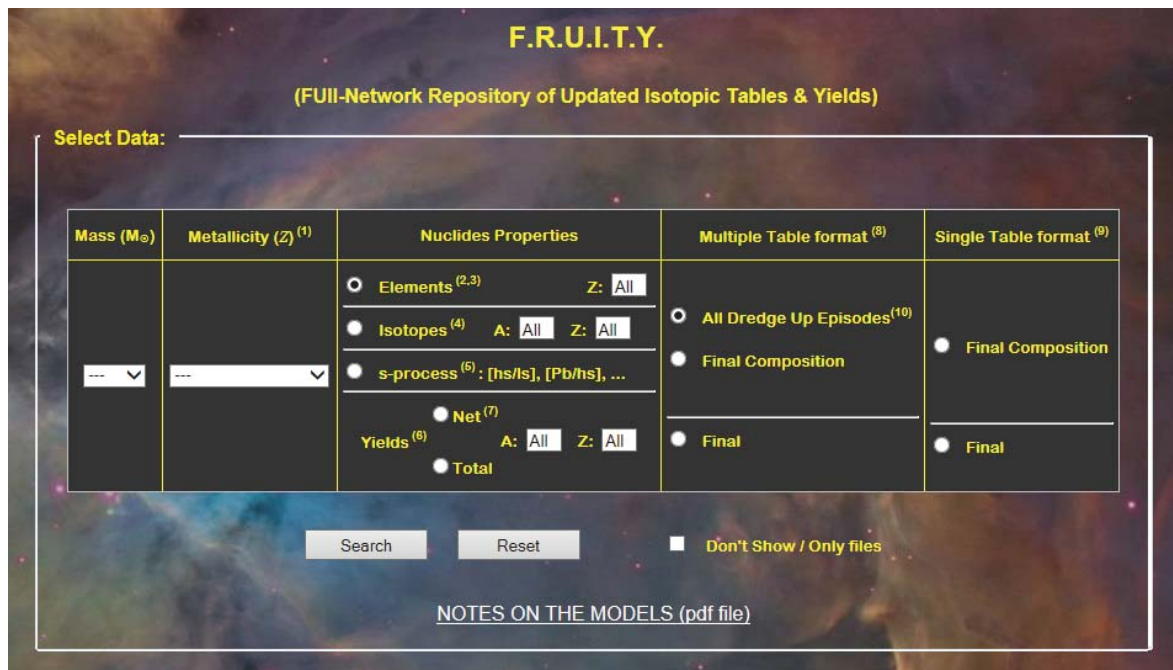 F.R.U.I.T.Y.
(FUll-Network Repository of Updated Isotopic Tables & Yields)
Select Data:
Mass (M⊙) Metallicity (Z) (1) Nuclides Properties Multiple Table format (8) Single Table format (9)
--- ---
Elements (2,3) Z: All
Isotopes (4) A: All Z: All
s-process (5) : [hs/ls], [Pb/hs], ...
Net (7)
Yields (6) A: All Z: All
Total
All Dredge Up Episodes(10)
Final Composition
Final
Final Composition
Final
Search Reset Don't Show / Only files
NOTES ON THE MODELS (pdf file)